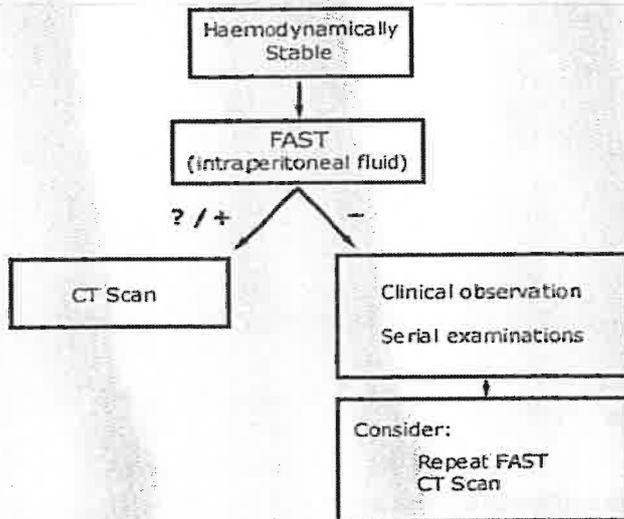 Haemodynamically
Stable
FAST
(intraperitoneal fluid)
? / +
−
CT Scan
Clinical observation
Serial examinations
Consider:
Repeat FAST
CT Scan